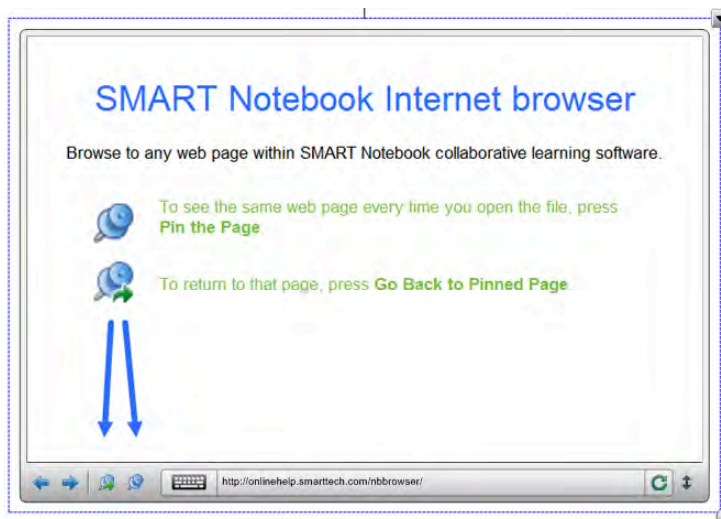 SMART Notebook Internet browser
Browse to any web page within SMART Notebook collaborative learning software.
To see the same web page every time you open the file, press
Pin the Page
To return to that page, press Go Back to Pinned Page
http://onlinehelp.smarttech.com/nbbrowser/